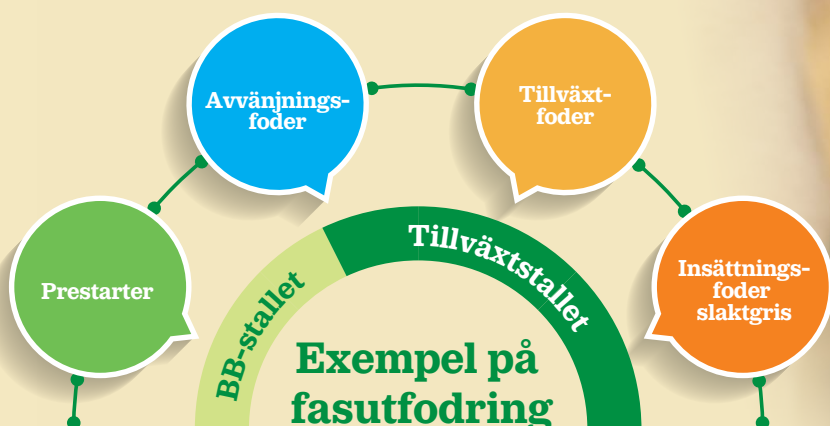 Avvänjnings-
foder
Tillväxt-
foder
Prestarter
Insättnings-
foder
slaktgris
BB-stallet
Tillväxtstallet
Exempel på
fasutfodring